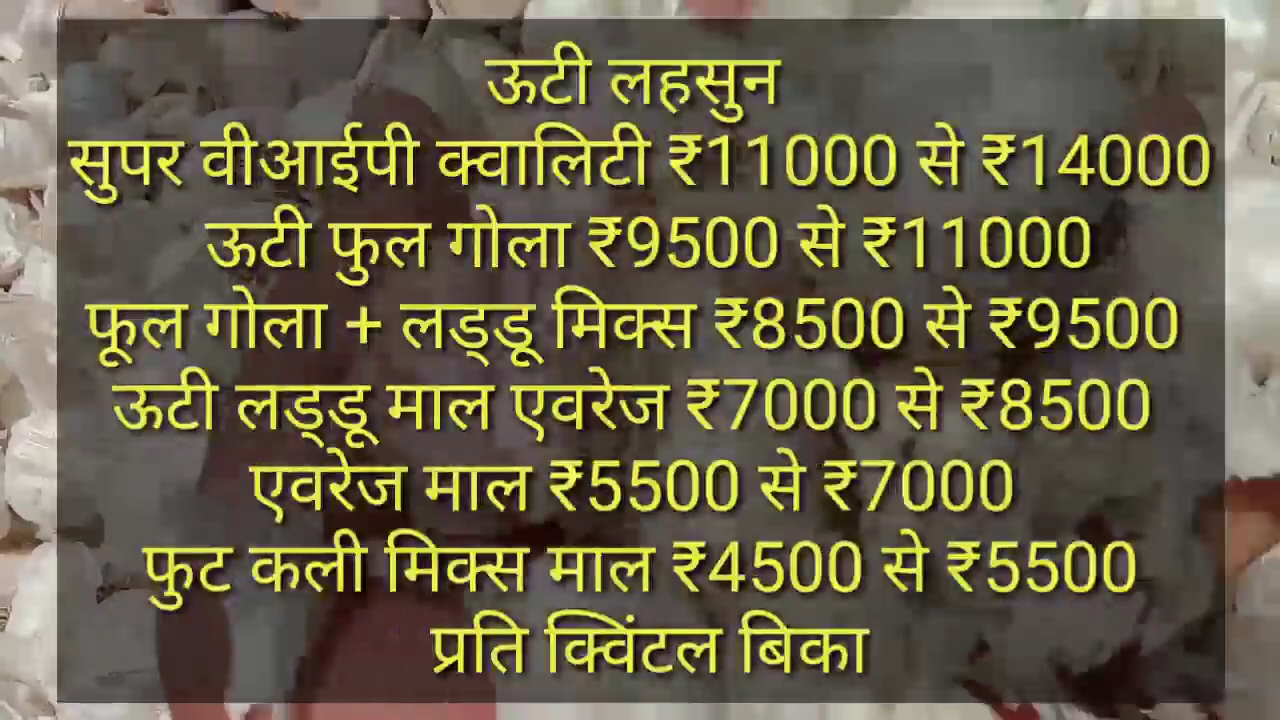 ऊटी लहसुन
सुपर वीआईपी क्वालिटी ₹11000 से ₹14000
ऊटी फुल गोला ₹9500 से ₹11000
फूल गोला + लड्डू मिक्स ₹8500 से ₹9500
ऊटी लड्डू माल एवरेज ₹7000 से ₹8500
एवरेज माल ₹5500 से ₹7000
फुट कली मिक्स माल ₹4500 से ₹5500
प्रति क्विंटल बिका